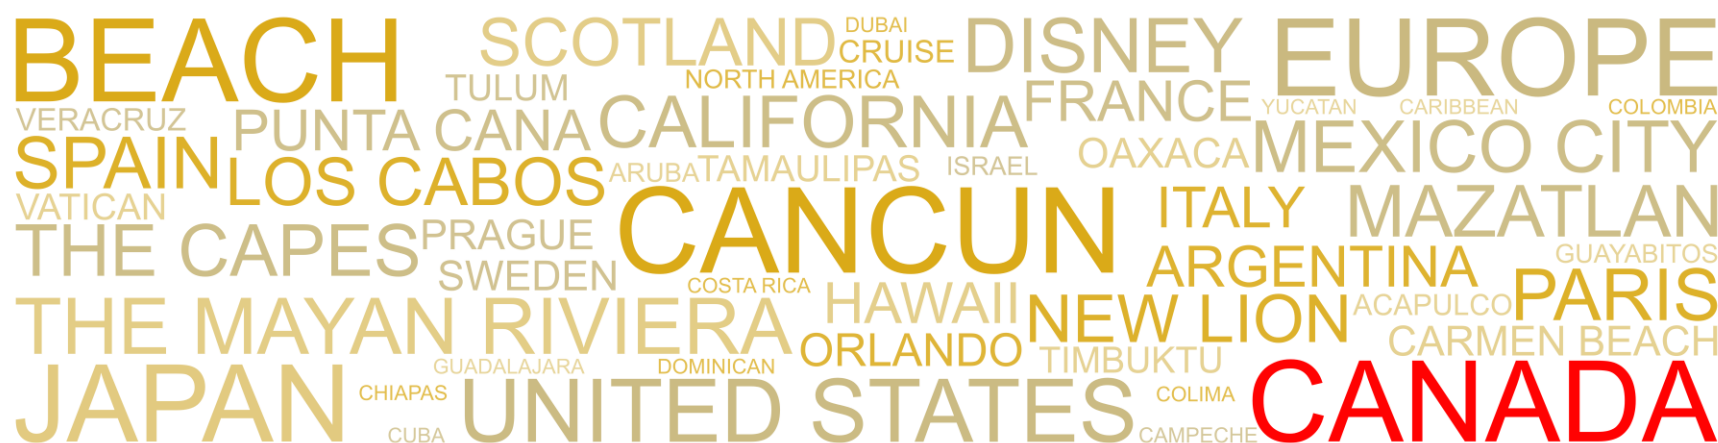 BEACH
SCOTLAND
DUBAI
CRUISE
DISNEY
EUROPE
TULUM
NORTH AMERICA
VERACRUZ
PUNTA CANA
CALIFORNIA
FRANCE
YUCATAN
CARIBBEAN
COLOMBIA
SPAIN
LOS CABOS
ARUBA
TAMAULIPAS
ISRAEL
OAXACA
MEXICO CITY
VATICAN
CANCUN
ITALY
MAZATLAN
THE CAPES
PRAGUE
SWEDEN
ARGENTINA
GUAYABITOS
COSTA RICA
THE MAYAN RIVIERA
HAWAII
NEW LION
ACAPULCO
PARIS
ORLANDO
TIMBUKTU
CARMEN BEACH
GUADALAJARA
DOMINICAN
JAPAN
CHIAPAS
CUBA
UNITED STATES
COLIMA
CAMPECHE
CANADA